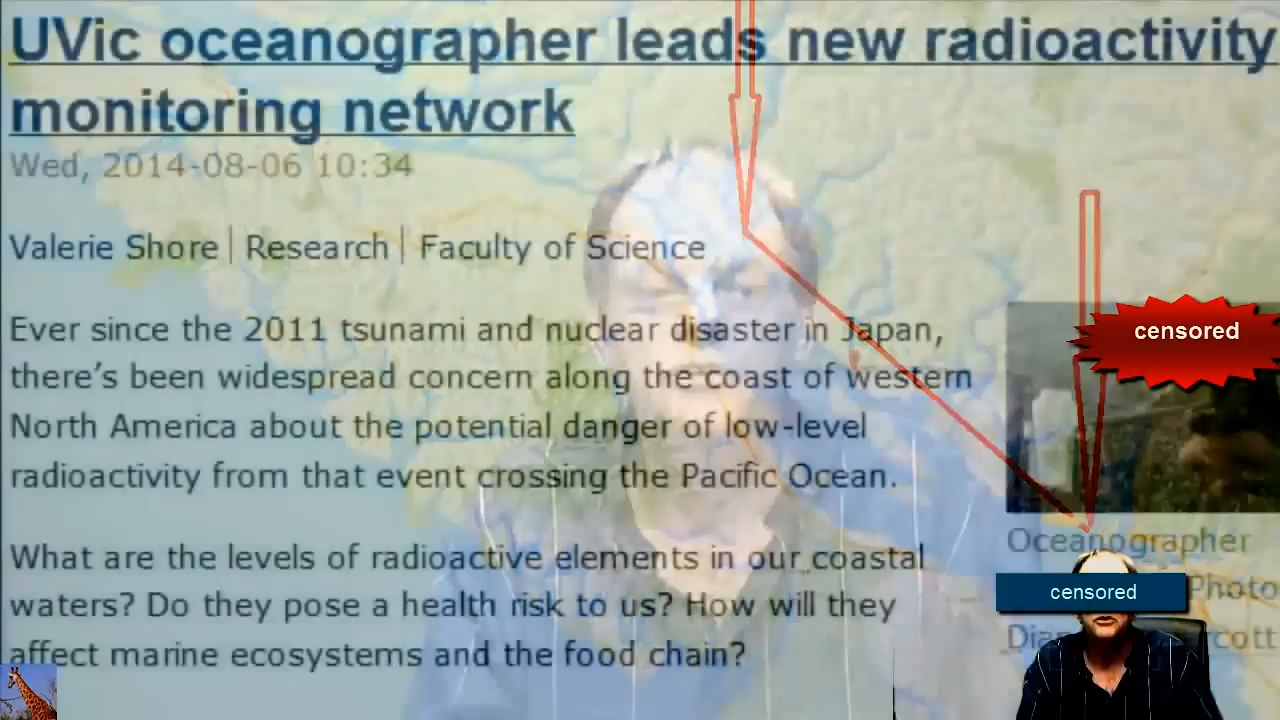 UVic oceanographer leads new radioactivity
monitoring network
Wed, 2014-08-06 10:34
Valerie Shore | Research | Faculty of Science
Ever since the 2011 tsunami and nuclear disaster in Japan,
there's been widespread concern along the coast of western
North America about the potential danger of low-level
radioactivity from that event crossing the Pacific Ocean.
What are the levels of radioactive elements in our coastal
waters? Do they pose a health risk to us? How will they
affect marine ecosystems and the food chain?
censored
Oceanographer
censored
Photo